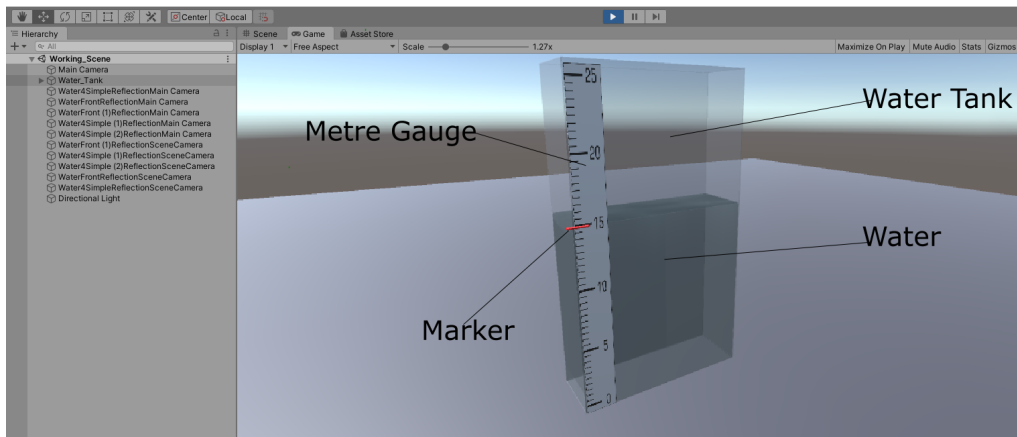 Center
Local
Hierarchy
Scene
Game
Asset Store
All
Display 1
Free Aspect
Scale
1.27x
Maximize On Play
Mute Audio
Stats
Gizmos
Working_Scene
Main Camera
Water_Tank
Water4SimpleReflectionMain Camera
WaterFrontReflectionMain Camera
WaterFront (1)ReflectionMain Camera
Water4Simple (1)ReflectionMain Camera
Water4Simple (2)ReflectionMain Camera
WaterFront (1)ReflectionSceneCamera
Water4Simple (1)ReflectionSceneCamera
Water4Simple (2)ReflectionSceneCamera
WaterFrontReflectionSceneCamera
Water4SimpleReflectionSceneCamera
Directional Light
Water Tank
Metre Gauge
Water
Marker
25
20
15
10
5
0